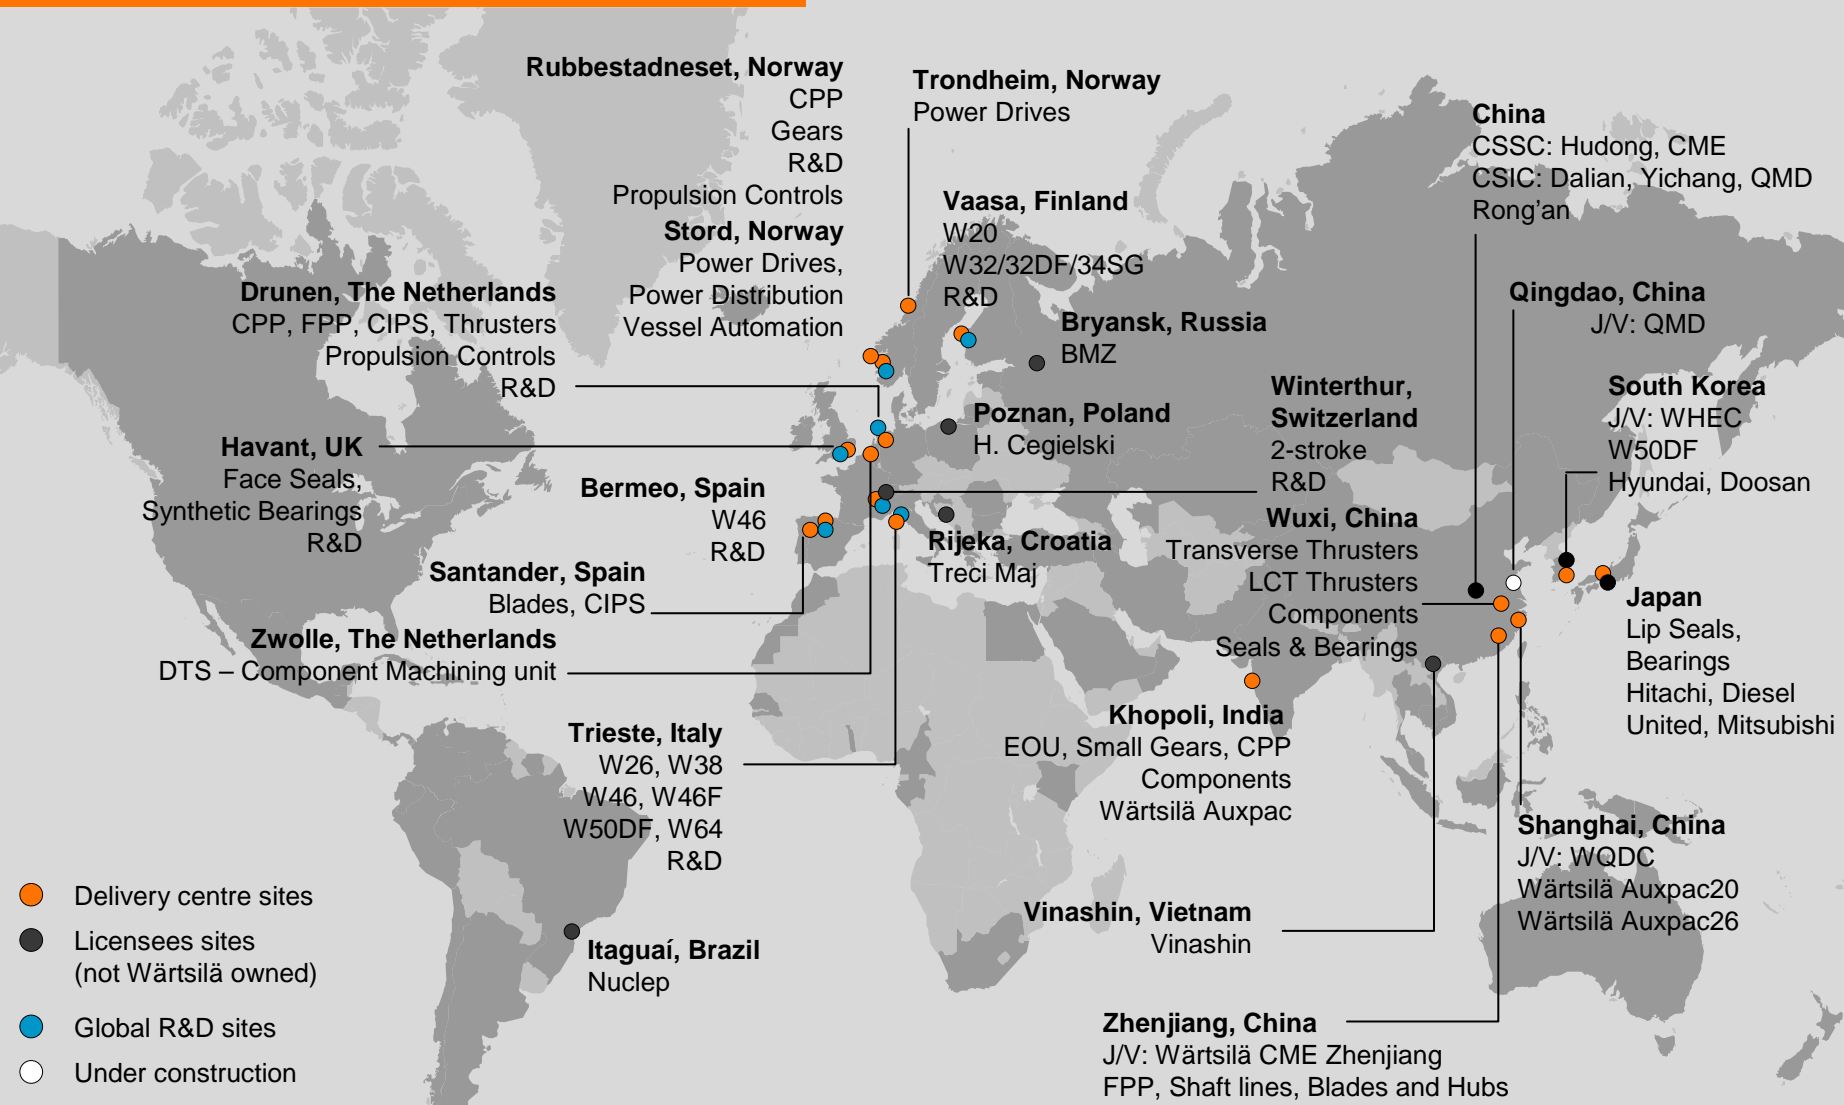 Rubbestadneset, Norway
CPP
Gears
R&D
Propulsion Controls
Stord, Norway
Power Drives,
Power Distribution
Vessel Automation
Trondheim, Norway
Power Drives
Vaasa, Finland
W20
W32/32DF/34SG
R&D
China
CSSC: Hudong, CME
CSIC: Dalian, Yichang, QMD
Rong’an
Drunen, The Netherlands
CPP, FPP, CIPS, Thrusters
Propulsion Controls
R&D
Bryansk, Russia
BMZ
Qingdao, China
J/V: QMD
Winterthur,
Switzerland
2-stroke
R&D
South Korea
J/V: WHEC
W50DF
Hyundai, Doosan
Poznan, Poland
H. Cegielski
Havant, UK
Face Seals,
Synthetic Bearings
R&D
Bermeo, Spain
W46
R&D
Rijeka, Croatia
Treci Maj
Wuxi, China
Transverse Thrusters
LCT Thrusters
Components
Seals & Bearings
Santander, Spain
Blades, CIPS
Japan
Lip Seals,
Bearings
Hitachi, Diesel
United, Mitsubishi
Zwolle, The Netherlands
DTS – Component Machining unit
Trieste, Italy
W26, W38
W46, W46F
W50DF, W64
R&D
Khopoli, India
EOU, Small Gears, CPP
Components
Wärtsilä Auxpac
Shanghai, China
J/V: WQDC
Wärtsilä Auxpac20
Wärtsilä Auxpac26
Vinashin, Vietnam
Vinashin
Itaguaí, Brazil
Nuclep
Zhenjiang, China
J/V: Wärtsilä CME Zhenjiang
FPP, Shaft lines, Blades and Hubs
Delivery centre sites
Licensees sites
(not Wärtsilä owned)
Global R&D sites
Under construction